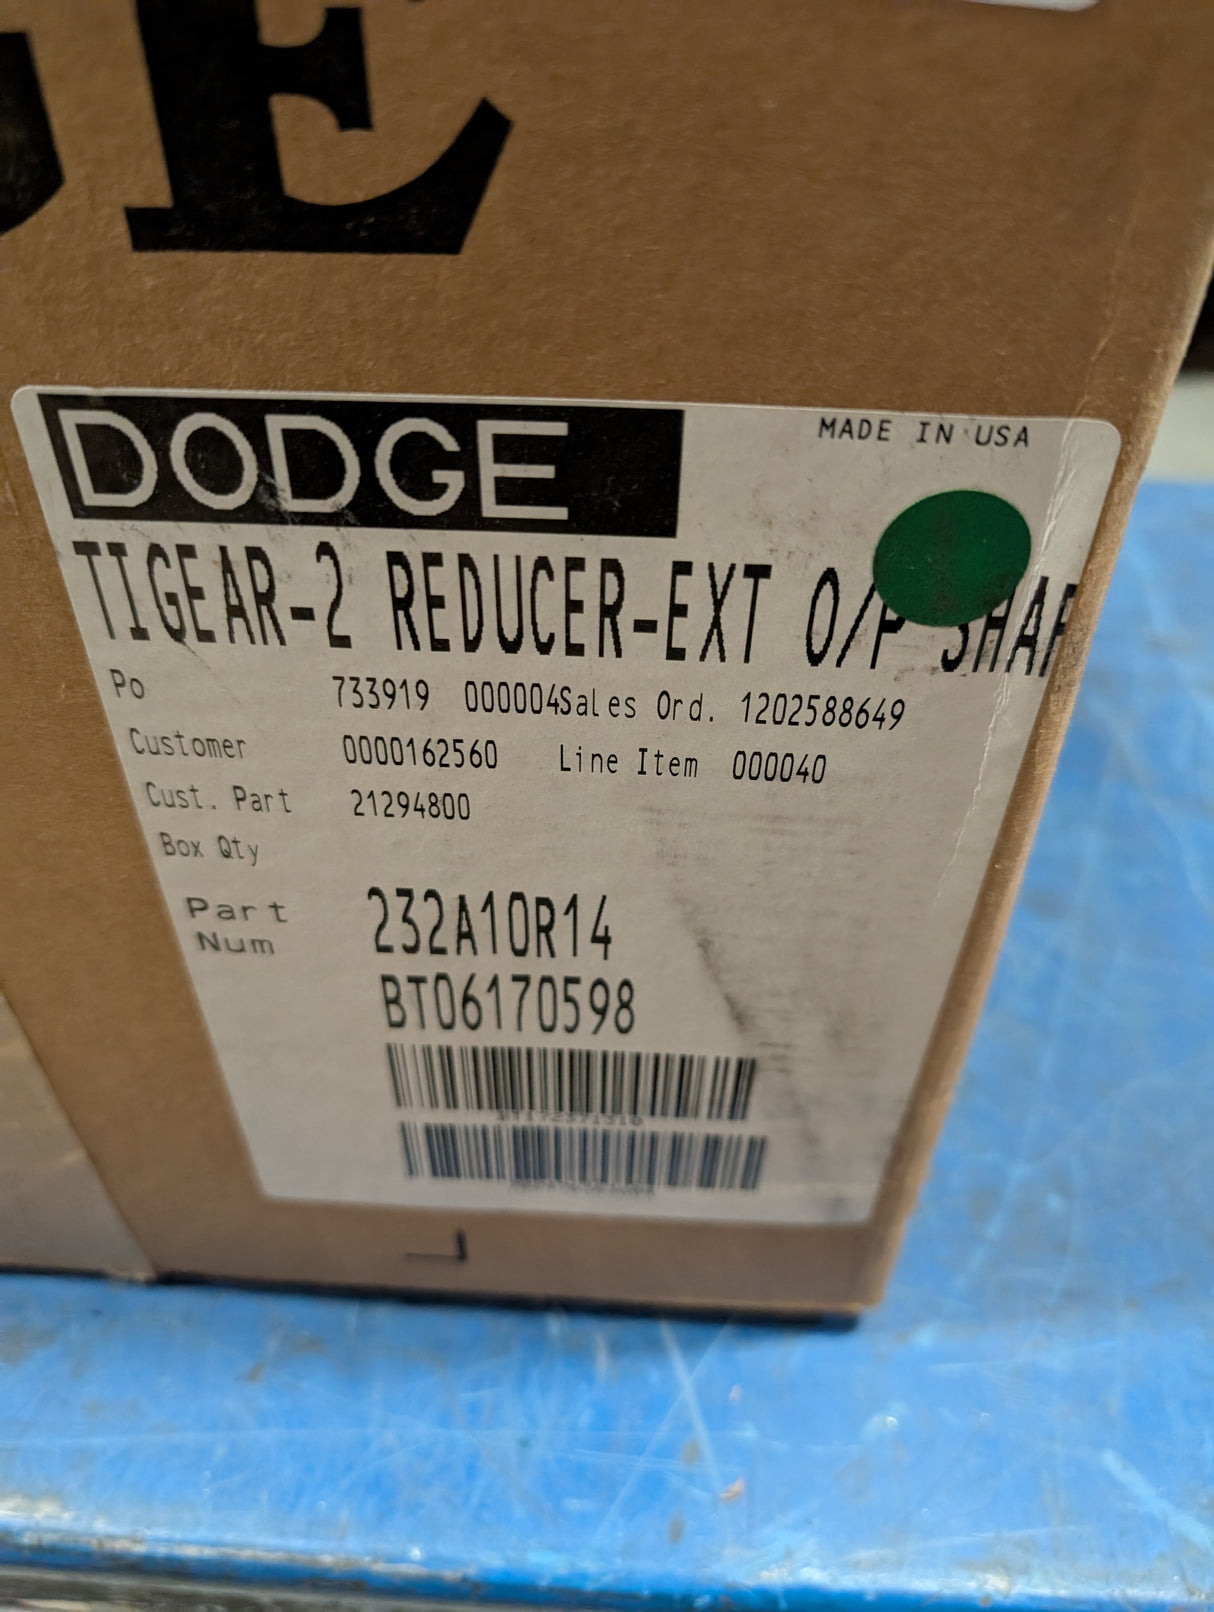 GE
DODGE
MADE IN USA
TIGEAR-2 REDUCER-EXT O/P SHAF
Po 733919 000004Sales Ord. 1202588649
Customer 0000162560 Line Item 000040
Cust. Part 21294800
Box Qty
Part Num 232A10R14
BT06170598